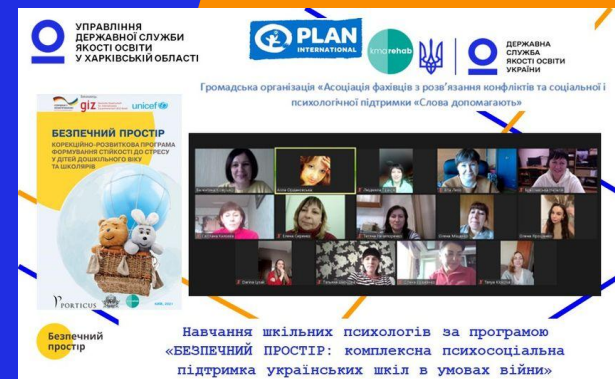 УПРАВЛІННЯ
ДЕРЖАВНОЇ СЛУЖБИ
ЯКОСТІ ОСВІТИ
У ХАРКІВСЬКІЙ ОБЛАСТІ
PLAN
INTERNATIONAL
kmarehab
ДЕРЖАВНА
СЛУЖБА
ЯКОСТІ ОСВІТИ
УКРАЇНИ
Громадська організація «Асоціація фахівців з розв’язання конфліктів та соціальної і
психологічної підтримки «Слова допомагають»
giz
unicef
БЕЗПЕЧНИЙ ПРОСТІР
КОРЕКЦІЙНО-РОЗВИТКОВА ПРОГРАМА
ФОРМУВАННЯ СТІЙКОСТІ ДО СТРЕСУ
У ДІТЕЙ ДОШКІЛЬНОГО ВІКУ
ТА ШКОЛЯРІВ
PORTICUS
Безпечний
простір
Навчання шкільних психологів за програмою
«БЕЗПЕЧНИЙ ПРОСТІР: комплексна психосоціальна
підтримка українських шкіл в умовах війни»